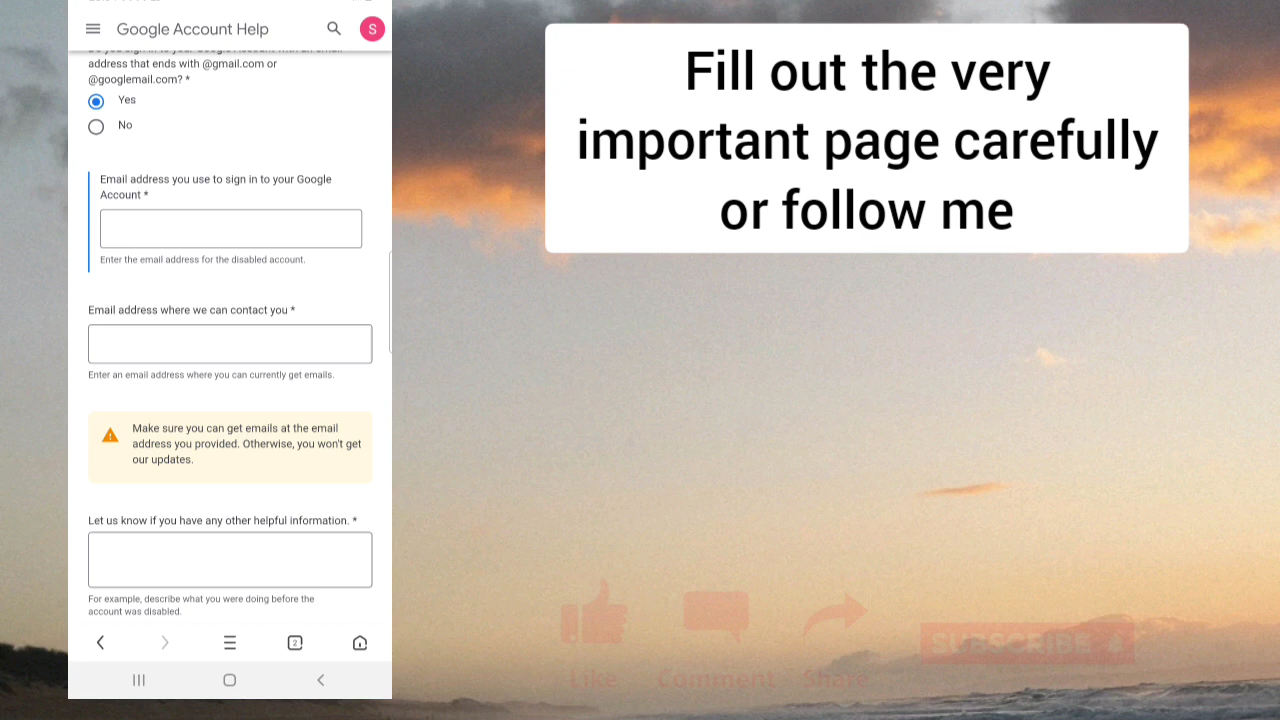 Google Account Help
S
address that ends with @gmail.com or
@googlemail.com? *
Yes
No
Email address you use to sign in to your Google
Account *
Enter the email address for the disabled account.
Email address where we can contact you *
Enter an email address where you can currently get emails.
Make sure you can get emails at the email
address you provided. Otherwise, you won't get
our updates.
Let us know if you have any other helpful information. *
For example, describe what you were doing before the
account was disabled.
2
Fill out the very
important page carefully
or follow me
Like
Comment
Share
SUBSCRIBE